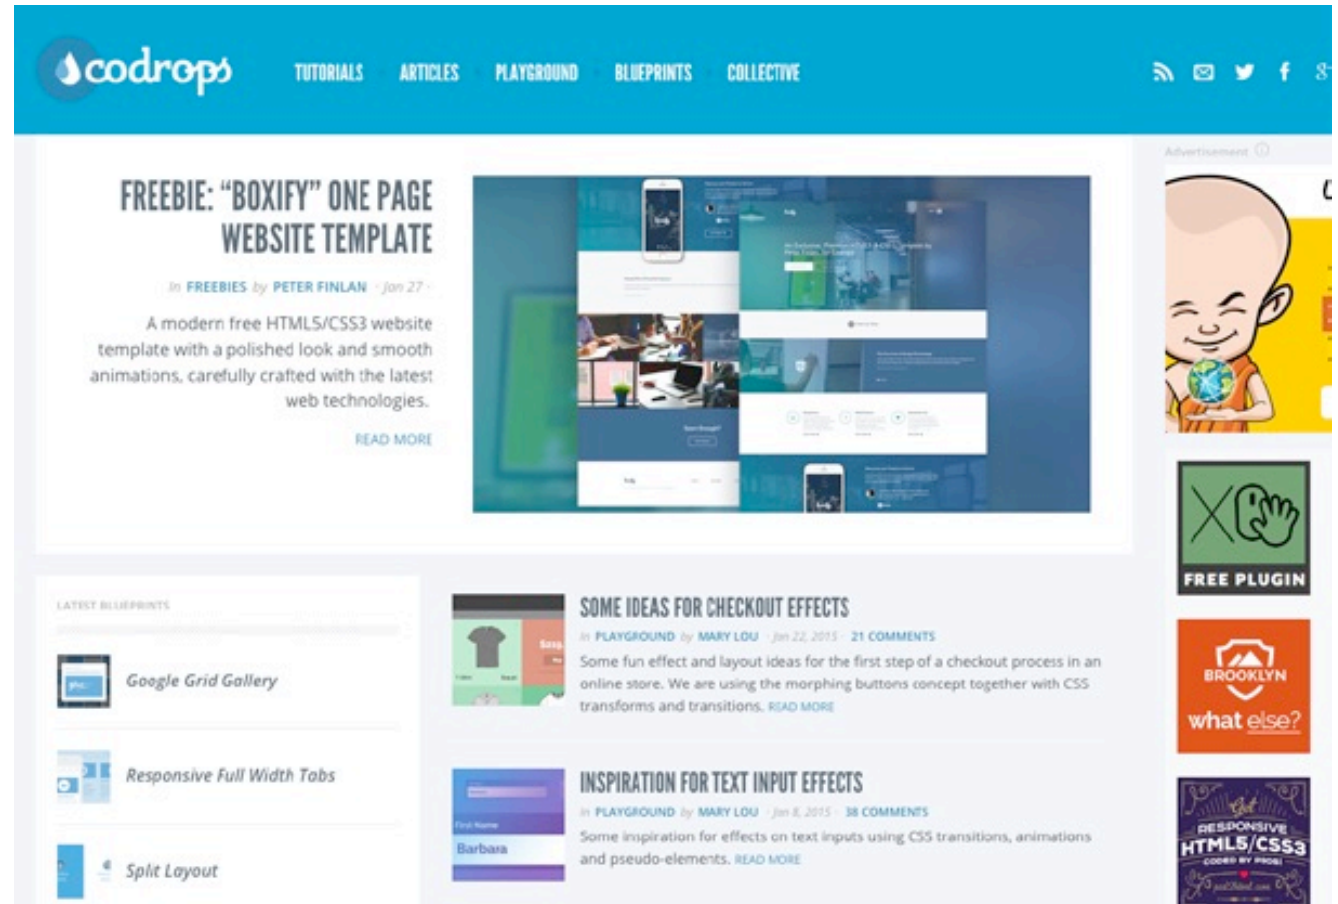 codrops
TUTORIALS
ARTICLES
PLAYGROUND
BLUEPRINTS
COLLECTIVE
FREEBIE: “BOXIFY” ONE PAGE
WEBSITE TEMPLATE
In FREEBIES by PETER FINLAN · Jan 27 ·
A modern free HTML5/CSS3 website
template with a polished look and smooth
animations, carefully crafted with the latest
web technologies.
READ MORE
Advertisement
FREE PLUGIN
BROOKLYN
what else?
Get
RESPONSIVE
HTML5/CSS3
CODED BY PROS!
LATEST BLUEPRINTS
Google Grid Gallery
Responsive Full Width Tabs
Split Layout
SOME IDEAS FOR CHECKOUT EFFECTS
In PLAYGROUND by MARY LOU · Jan 22, 2015 · 21 COMMENTS
Some fun effect and layout ideas for the first step of a checkout process in an
online store. We are using the morphing buttons concept together with CSS
transforms and transitions. READ MORE
First Name
Barbara
INSPIRATION FOR TEXT INPUT EFFECTS
In PLAYGROUND by MARY LOU · Jan 8, 2015 · 38 COMMENTS
Some inspiration for effects on text inputs using CSS transitions, animations
and pseudo-elements. READ MORE